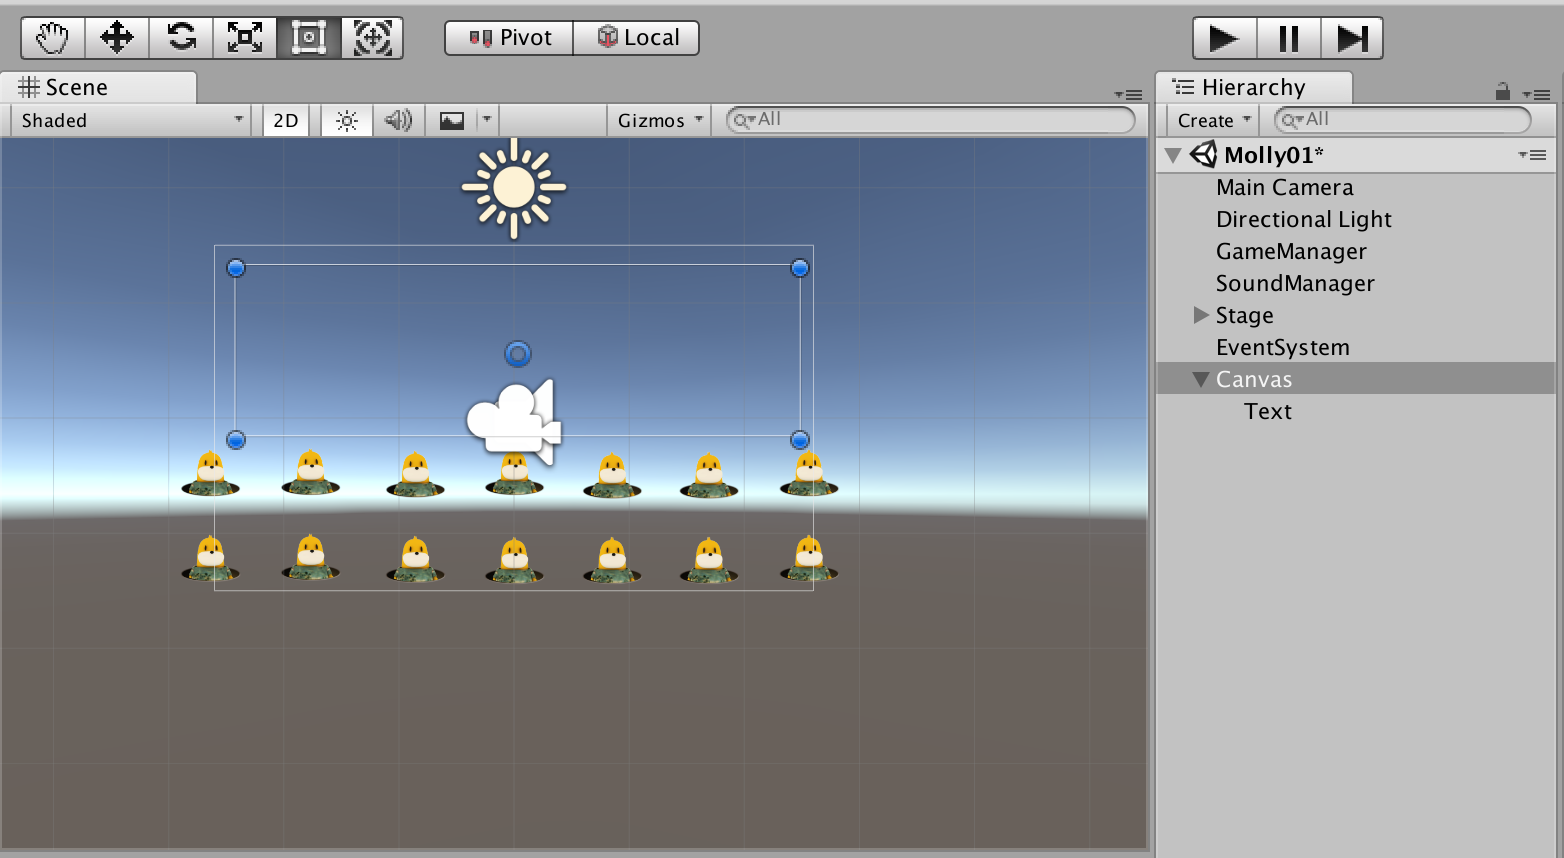 Pivot Local
Scene
Shaded 2D Gizmos All
Hierarchy
Create All
Molly01*
Main Camera
Directional Light
GameManager
SoundManager
Stage
EventSystem
Canvas
Text